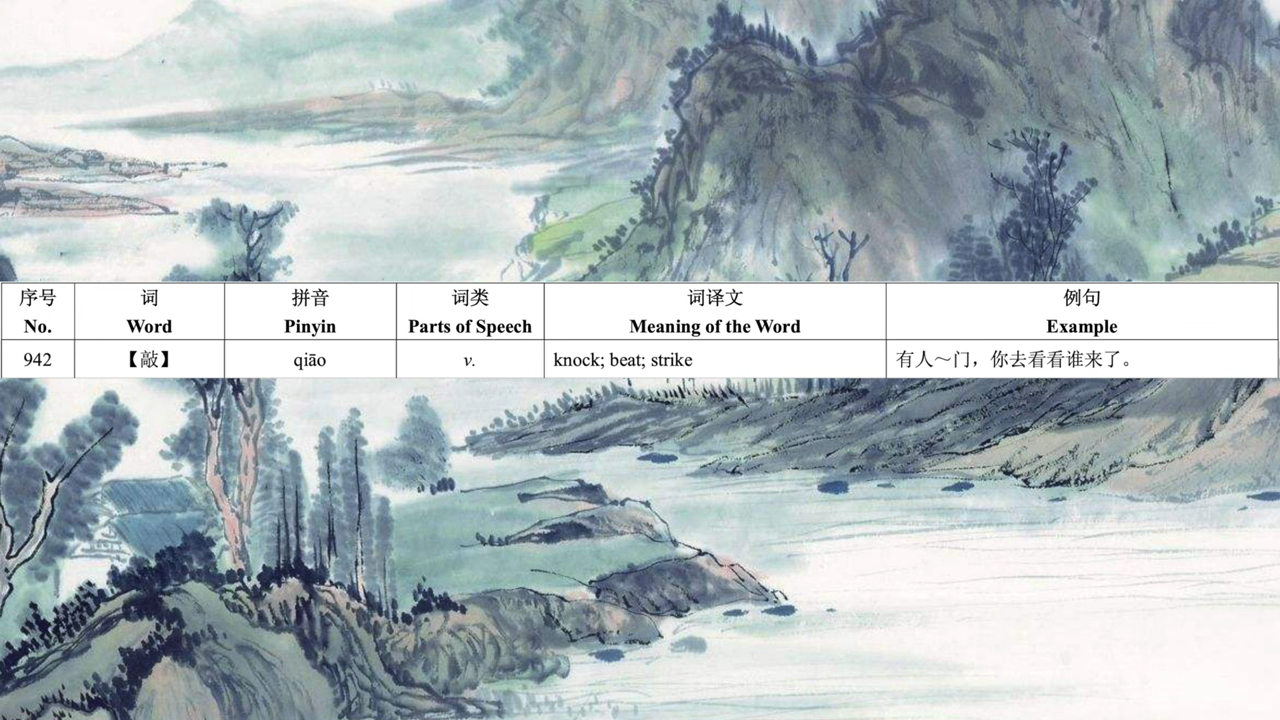 序号 词 拼音 词类 词译文 例句
No. Word Pinyin Parts of Speech Meaning of the Word Example
942 【敲】 qiāo v. knock; beat; strike 有人～门，你去看看谁来了。